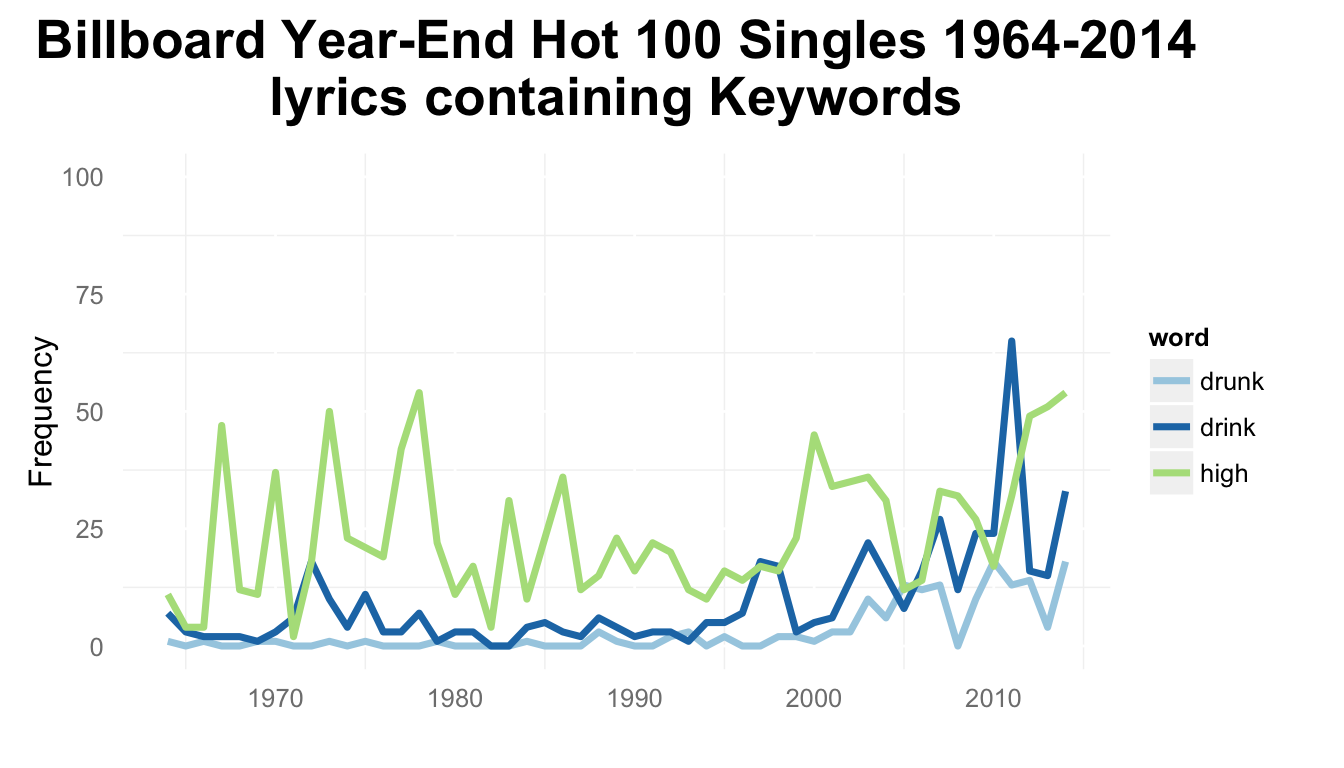 Billboard Year-End Hot 100 Singles 1964-2014
lyrics containing Keywords
100
75
50
25
0
Frequency
1970
1980
1990
2000
2010
word
drunk
drink
high